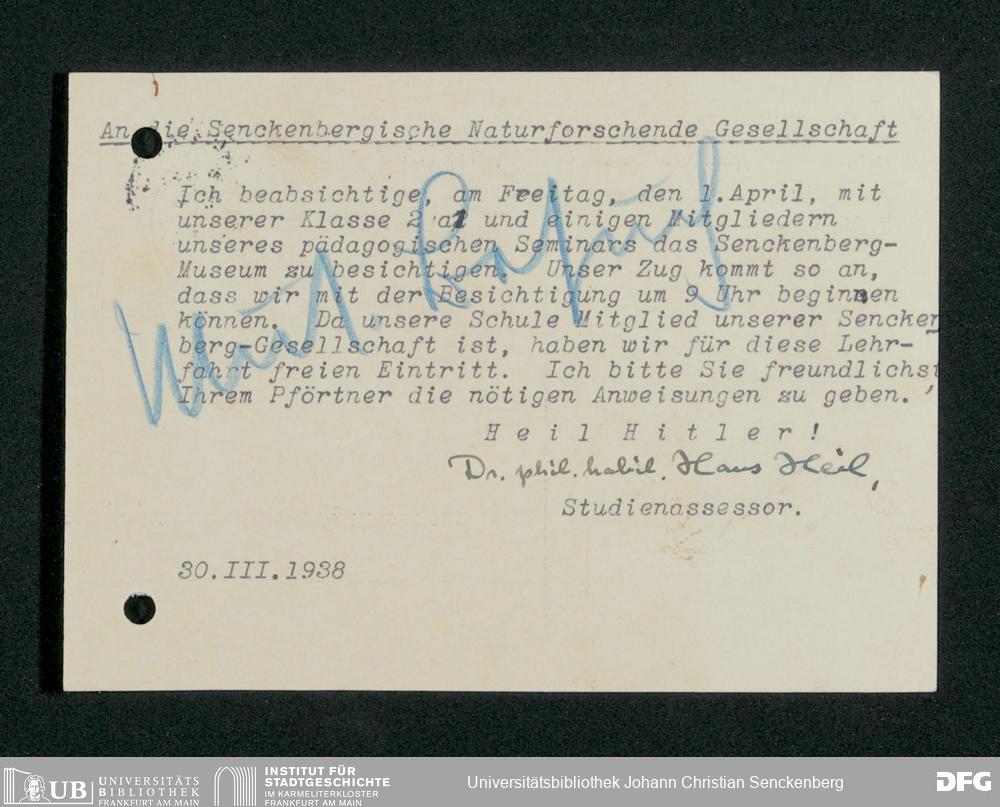 An die Senckenbergische Naturforschende Gesellschaft
Ich beabsichtige, am Freitag, den 1.April, mit
unserer Klasse 2 a1 und einigen Mitgliedern
unseres pädagogischen Seminars das Senckenberg-
Museum zu besichtigen. Unser Zug kommt so an,
dass wir mit der Besichtigung um 9 Uhr beginnen
können. Da unsere Schule Mitglied unserer Sencken
berg-Gesellschaft ist, haben wir für diese Lehr-
fahrt freien Eintritt. Ich bitte Sie freundlichst
Ihrem Pförtner die nötigen Anweisungen zu geben.
Heil Hitler!
Dr. phil. habil. Hans Heil,
Studienassessor.
30.III.1938
UB UNIVERSITÄTS
BIBLIOTHEK
FRANKFURT AM MAIN
INSTITUT FÜR
STADTGESCHICHTE
IM KARMELITERKLOSTER
FRANKFURT AM MAIN
Universitätsbibliothek Johann Christian Senckenberg
DFG